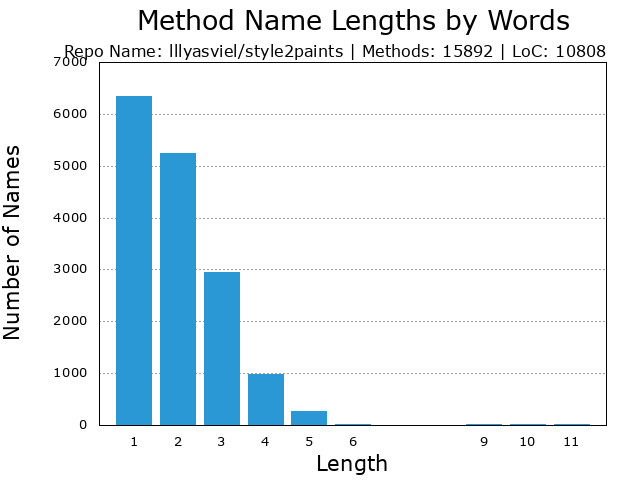 Method Name Lengths by Words
Repo Name: lllyasviel/style2paints | Methods: 15892 | LoC: 10808
7000
6000
5000
4000
3000
2000
1000
0
Number of Names
1 2 3 4 5 6 9 10 11
Length